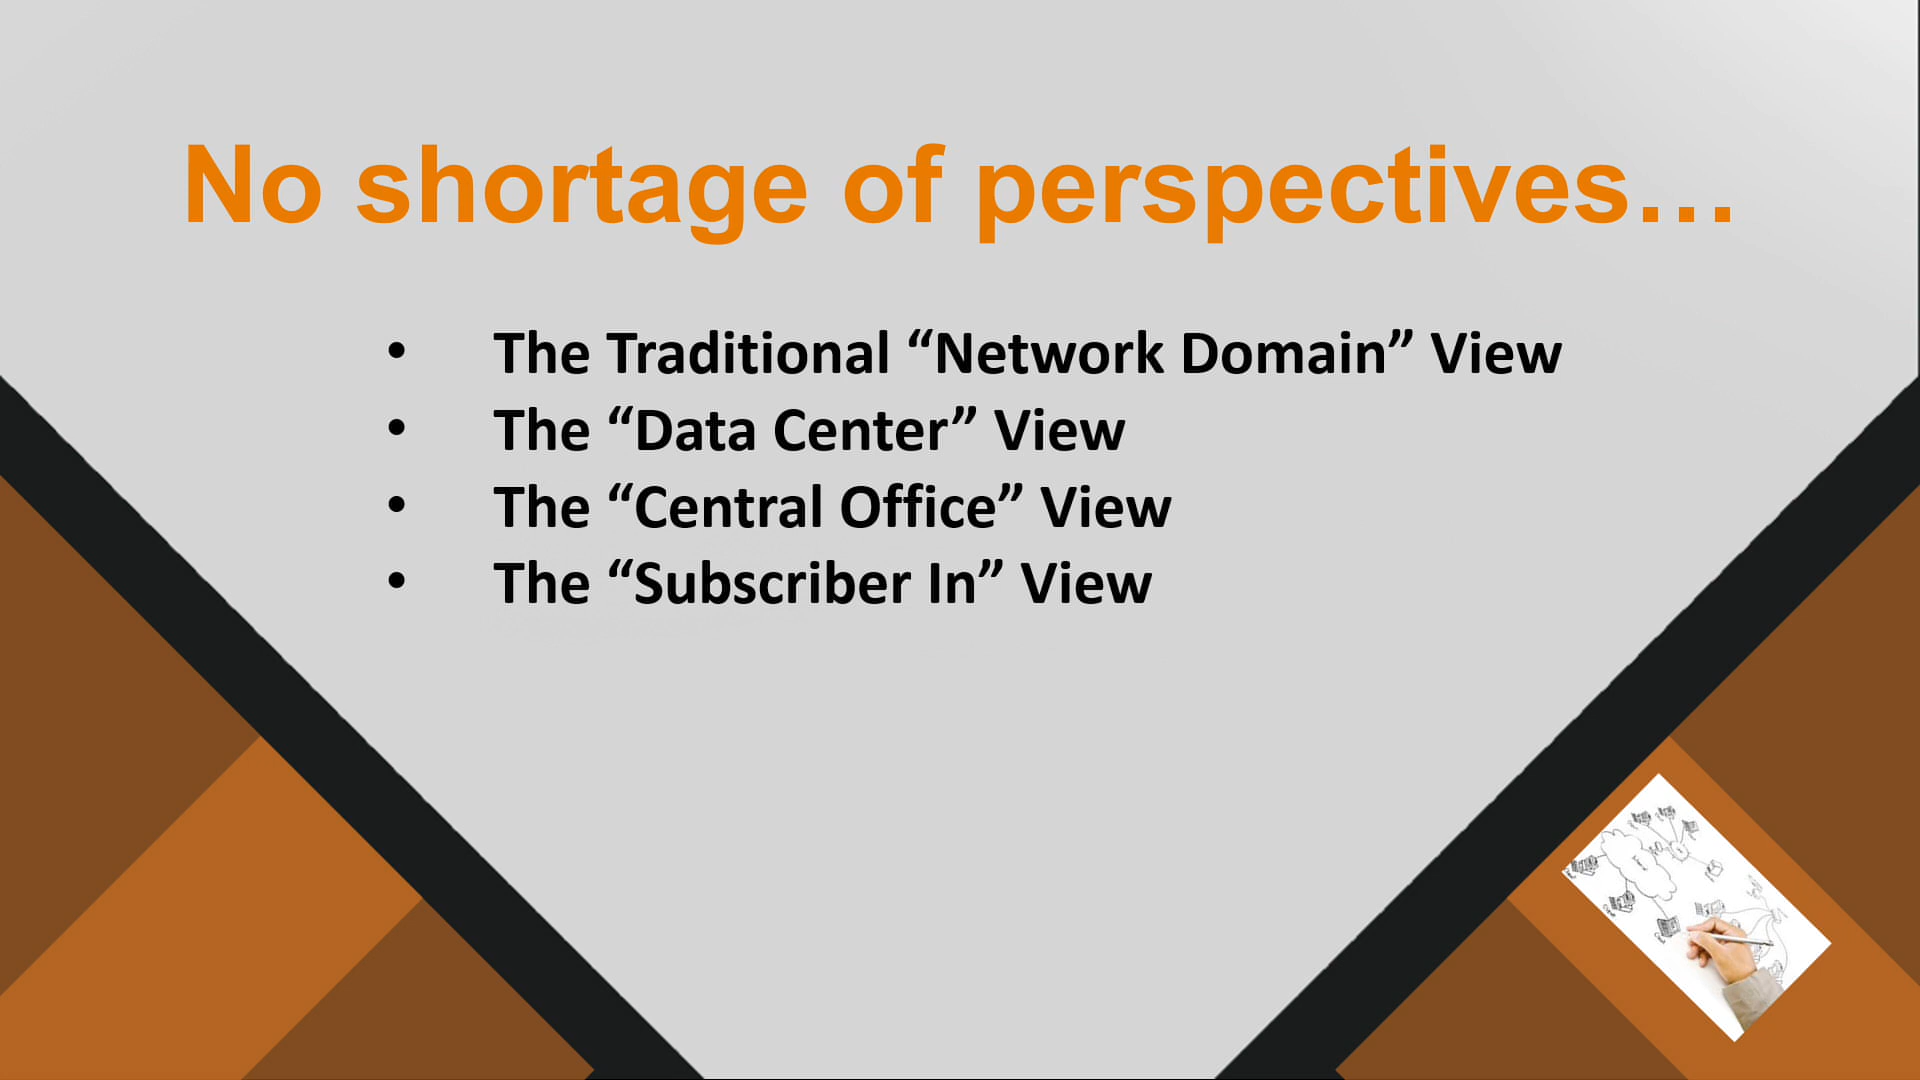 No shortage of perspectives…
• The Traditional “Network Domain” View
• The “Data Center” View
• The “Central Office” View
• The “Subscriber In” View